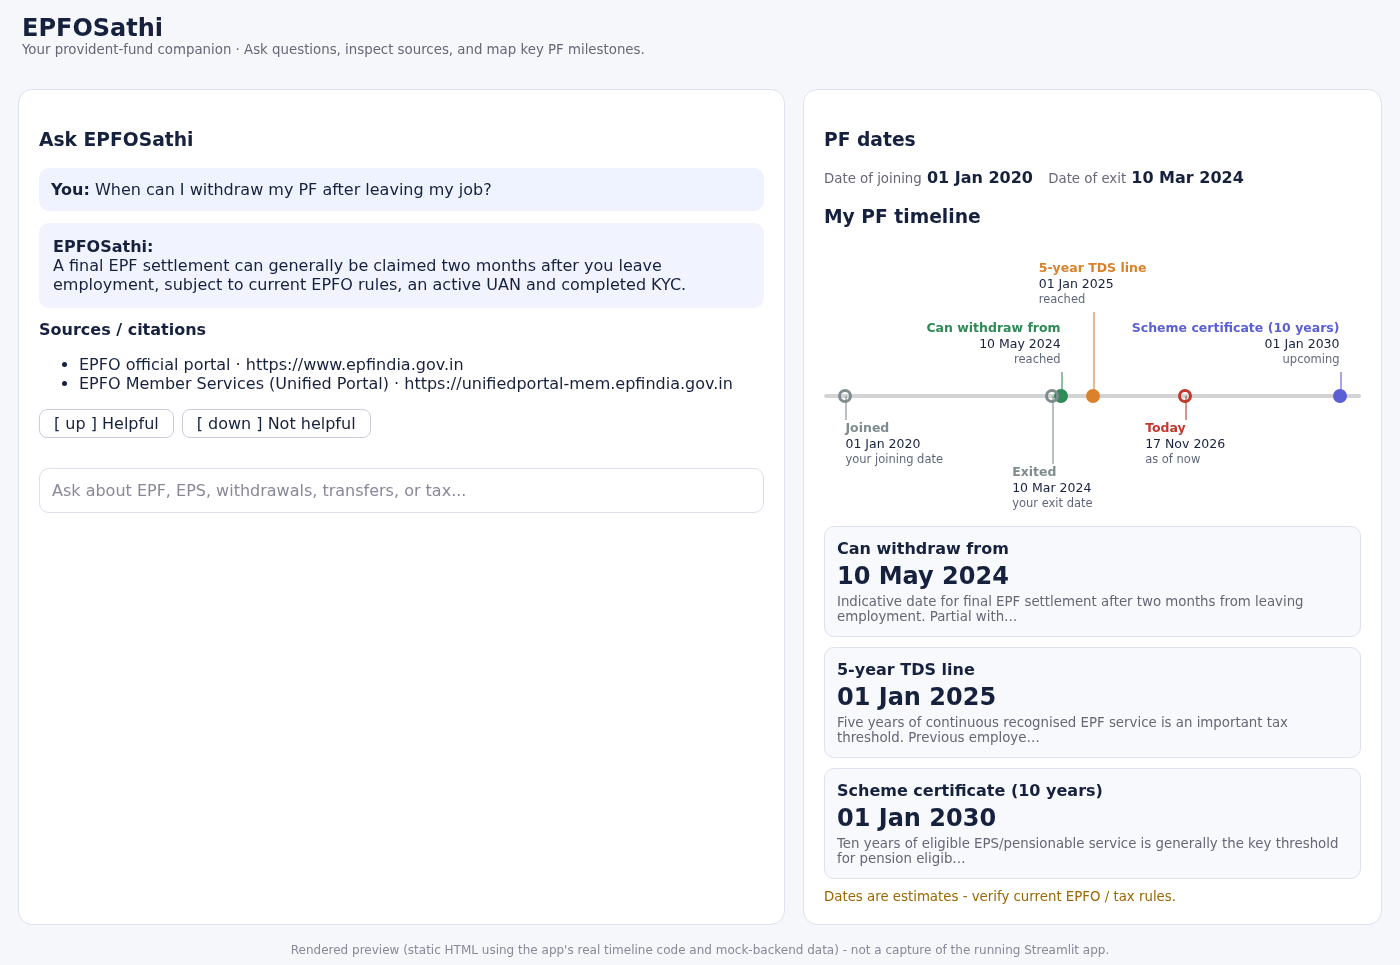 EPFOSathi
Your provident-fund companion · Ask questions, inspect sources, and map key PF milestones.
Ask EPFOSathi
You: When can I withdraw my PF after leaving my job?
EPFOSathi:
A final EPF settlement can generally be claimed two months after you leave
employment, subject to current EPFO rules, an active UAN and completed KYC.
Sources / citations
• EPFO official portal · https://www.epfindia.gov.in
• EPFO Member Services (Unified Portal) · https://unifiedportal-mem.epfindia.gov.in
[ up ] Helpful [ down ] Not helpful
Ask about EPF, EPS, withdrawals, transfers, or tax...
PF dates
Date of joining 01 Jan 2020 Date of exit 10 Mar 2024
My PF timeline
5-year TDS line
01 Jan 2025
reached
Can withdraw from
10 May 2024
reached
Scheme certificate (10 years)
01 Jan 2030
upcoming
Joined
01 Jan 2020
your joining date
Exited
10 Mar 2024
your exit date
Today
17 Nov 2026
as of now
Can withdraw from
10 May 2024
Indicative date for final EPF settlement after two months from leaving
employment. Partial with…
5-year TDS line
01 Jan 2025
Five years of continuous recognised EPF service is an important tax
threshold. Previous employe…
Scheme certificate (10 years)
01 Jan 2030
Ten years of eligible EPS/pensionable service is generally the key threshold
for pension eligib…
Dates are estimates - verify current EPFO / tax rules.
Rendered preview (static HTML using the app's real timeline code and mock-backend data) - not a capture of the running Streamlit app.